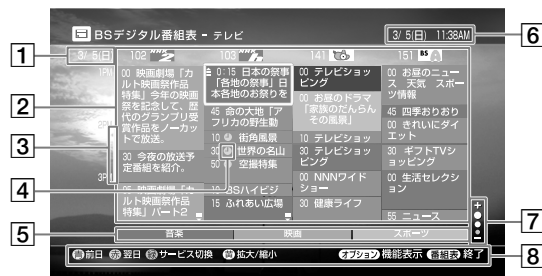 BSデジタル番組表 - テレビ
3/ 5(日) 11:38AM
6
1
3/ 5(日)
102
103
141
151 BS
1PM
2
00 映画劇場「カ
ルト映画祭作品
特集」今年の映画
祭を記念して、歴
代のグランプリ受
賞作品をノーカッ
トで放送。
30 今夜の放送予
定番組を紹介。
05 映画劇場「カ
ルト映画祭作品
特集」パート2
0:15 日本の祭事
「各地の祭事」日
本各地のお祭りを
45 命の大地「ア
フリカの野生動
10 街角風景
30 世界の名山
50 空撮特集
10 BSハイビジ
15 ふれあい広場
00 テレビショッ
ピング
00 お昼のドラマ
「家族のだんらん
その風景」
10 テレビショッ
30 テレビショッ
ピング
00 NNNワイド
ショー
30 健康ライフ
00 お昼のニュー
ス 天気 スポー
ツ情報
45 四季おりおり
00 きれいにダイ
エット
30 ギフトTVシ
ョッピング
00 生活セレクシ
ョン
55 ニュース
3
3P
4
5
音楽
映画
スポーツ
7
青 前日 赤 翌日 緑 サービス切換 黄 拡大/縮小 オプション 機能表示 番組表 終了
8